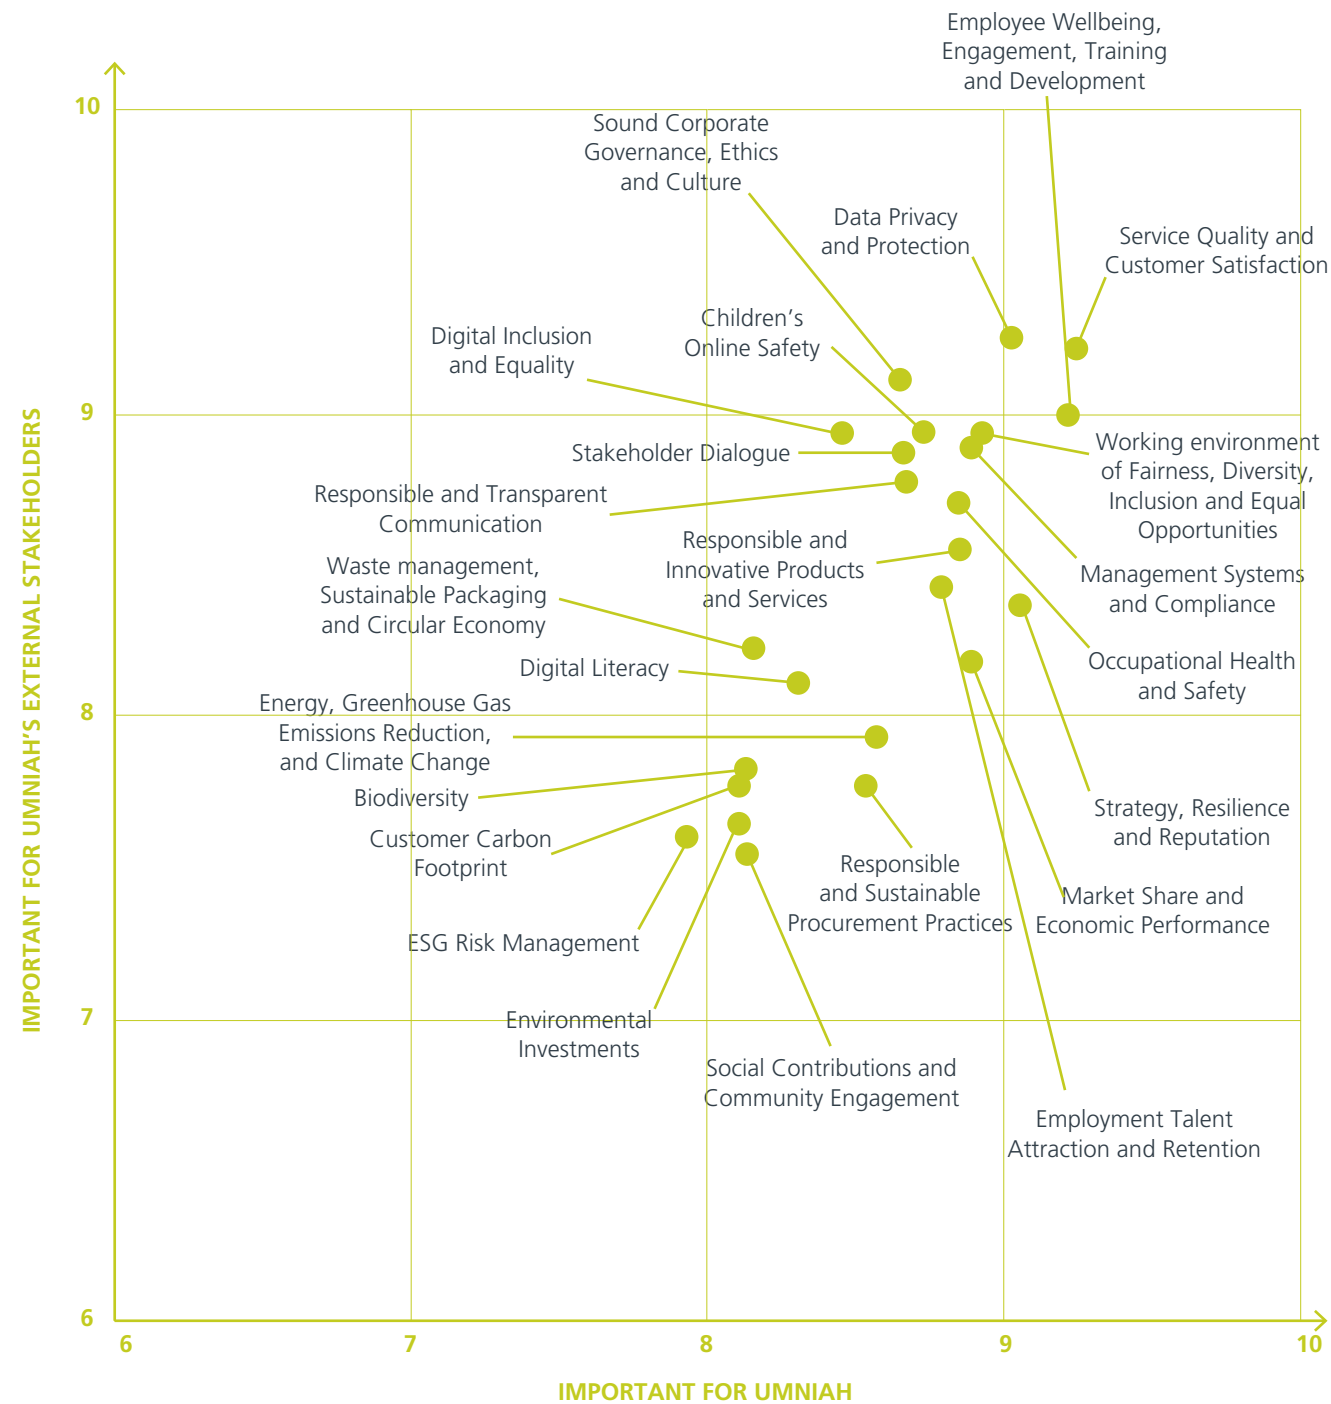 Employee Wellbeing,
Engagement, Training
and Development
10
Sound Corporate
Governance, Ethics
and Culture
Data Privacy
and Protection
Service Quality and
Customer Satisfaction
Children's
Online Safety
Digital Inclusion
and Equality
9
Stakeholder Dialogue
Working environment
of Fairness, Diversity,
Inclusion and Equal
Opportunities
Responsible and Transparent
Communication
Responsible and
Innovative Products
and Services
Waste management,
Sustainable Packaging
and Circular Economy
Management Systems
and Compliance
Digital Literacy
Occupational Health
and Safety
8
Energy, Greenhouse Gas
Emissions Reduction,
and Climate Change
Biodiversity
Strategy, Resilience
and Reputation
Customer Carbon
Footprint
Responsible
and Sustainable
Procurement Practices
Market Share and
Economic Performance
ESG Risk Management
7
Environmental
Investments
Social Contributions and
Community Engagement
Employment Talent
Attraction and Retention
6
6
7
8
9
10
IMPORTANT FOR UMNIAH
IMPORTANT FOR UMNIAH'S EXTERNAL STAKEHOLDERS